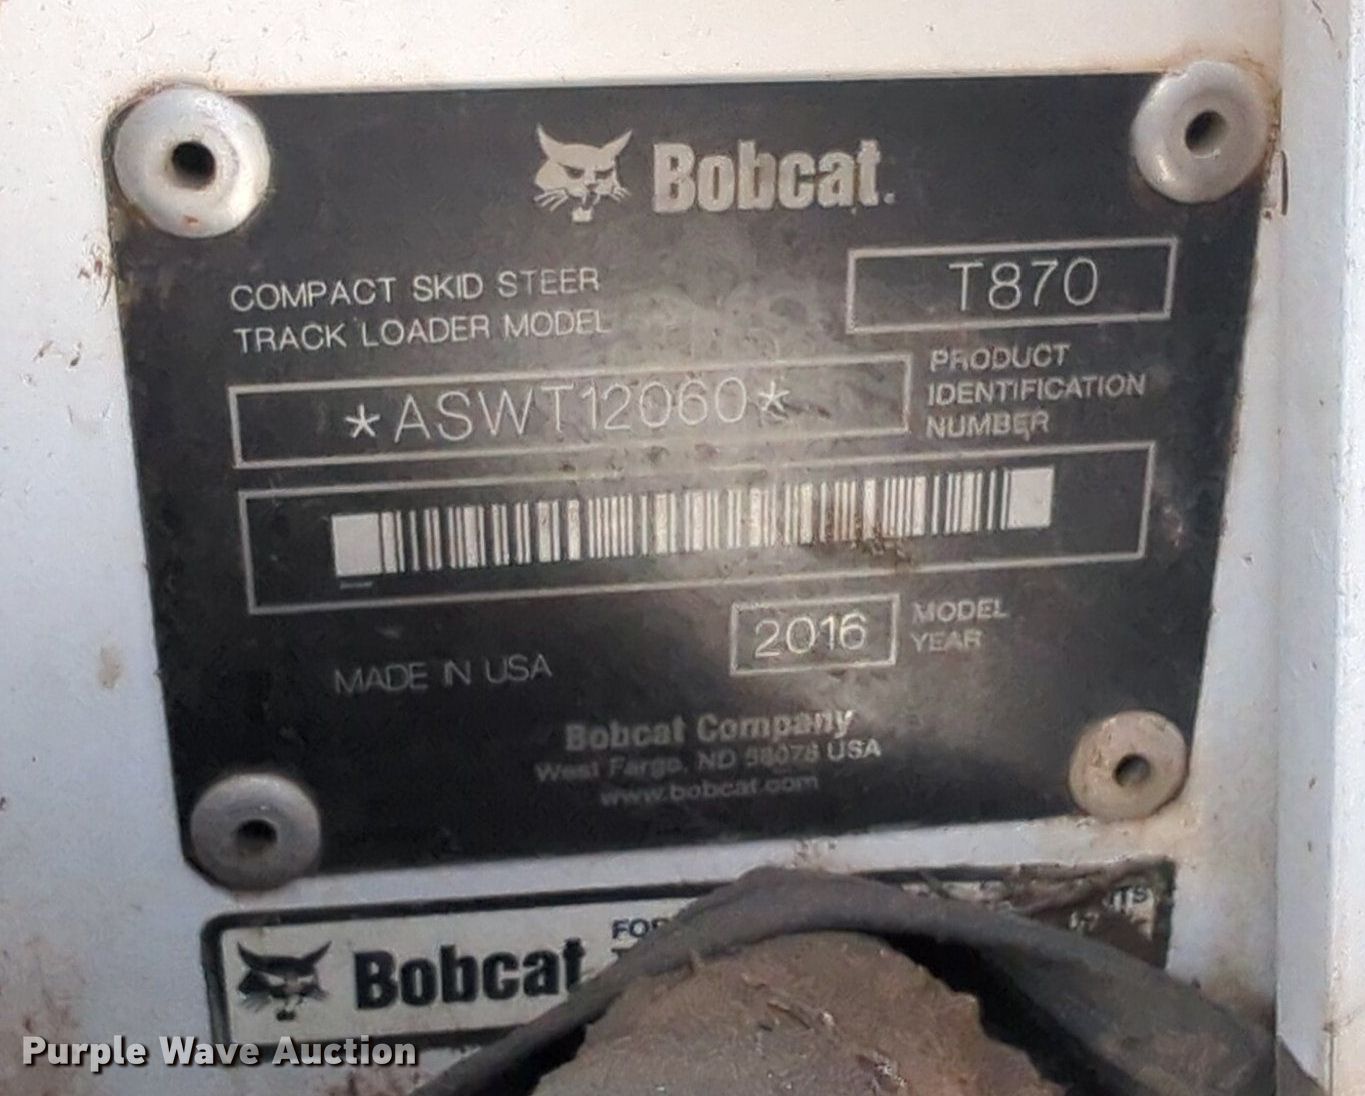 Bobcat.
COMPACT SKID STEER
TRACK LOADER MODEL
T870
*ASWT12060*
PRODUCT
IDENTIFICATION
NUMBER
2016
MODEL
YEAR
MADE IN USA
Bobcat Company
West Fargo, ND 58078 USA
www.bobcat.com
Bobcat
Purple Wave Auction